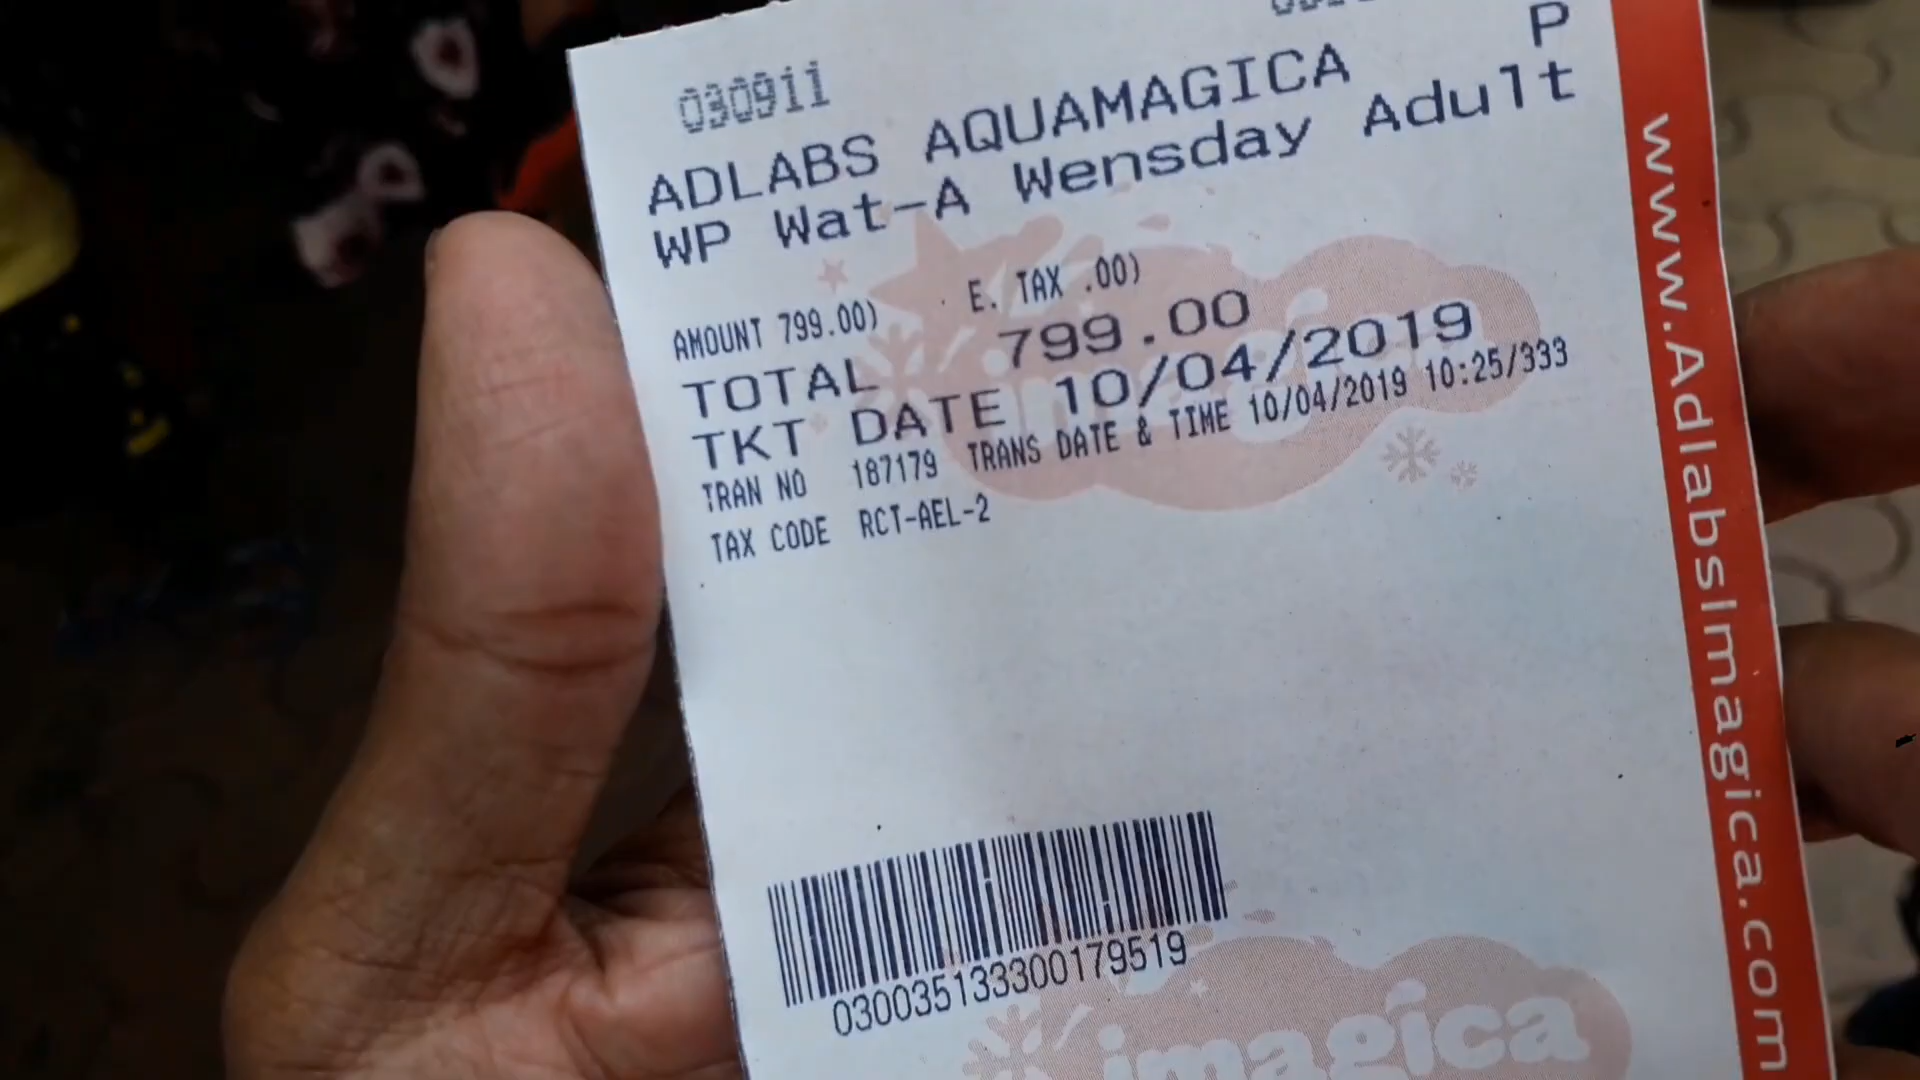 030911
P
ADLABS AQUAMAGICA
WP Wat-A Wensday Adult
AMOUNT 799.00) E. TAX .00)
TOTAL 799.00
TKT DATE 10/04/2019
TRAN NO 187179 TRANS DATE & TIME 10/04/2019 10:25/333
TAX CODE RCT-AEL-2
0300351333300179519
imagica
www.AdlabsImagica.com